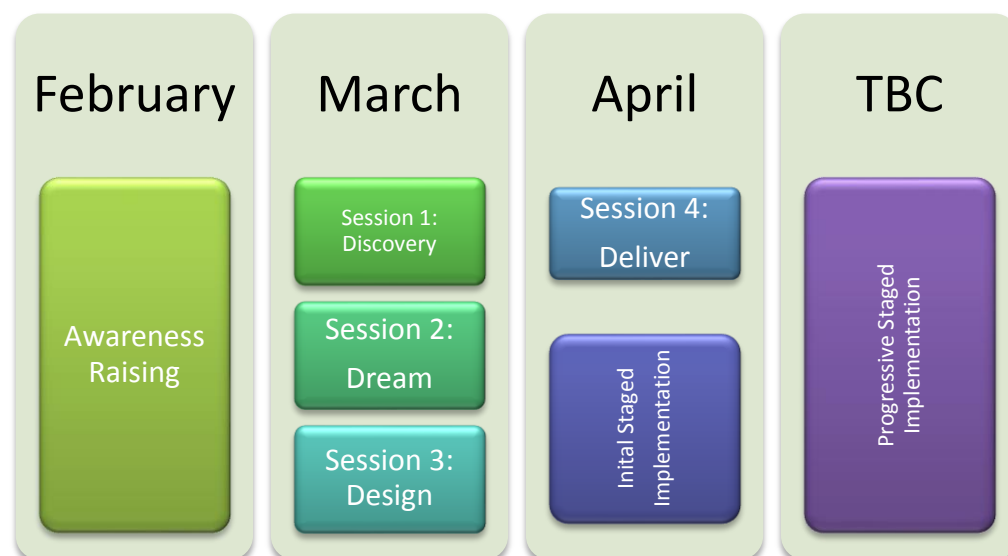 February
Awareness
Raising
March
Session 1:
Discovery
Session 2:
Dream
Session 3:
Design
April
Session 4:
Deliver
Inital Staged
Implementation
TBC
Progressive Staged
Implementation